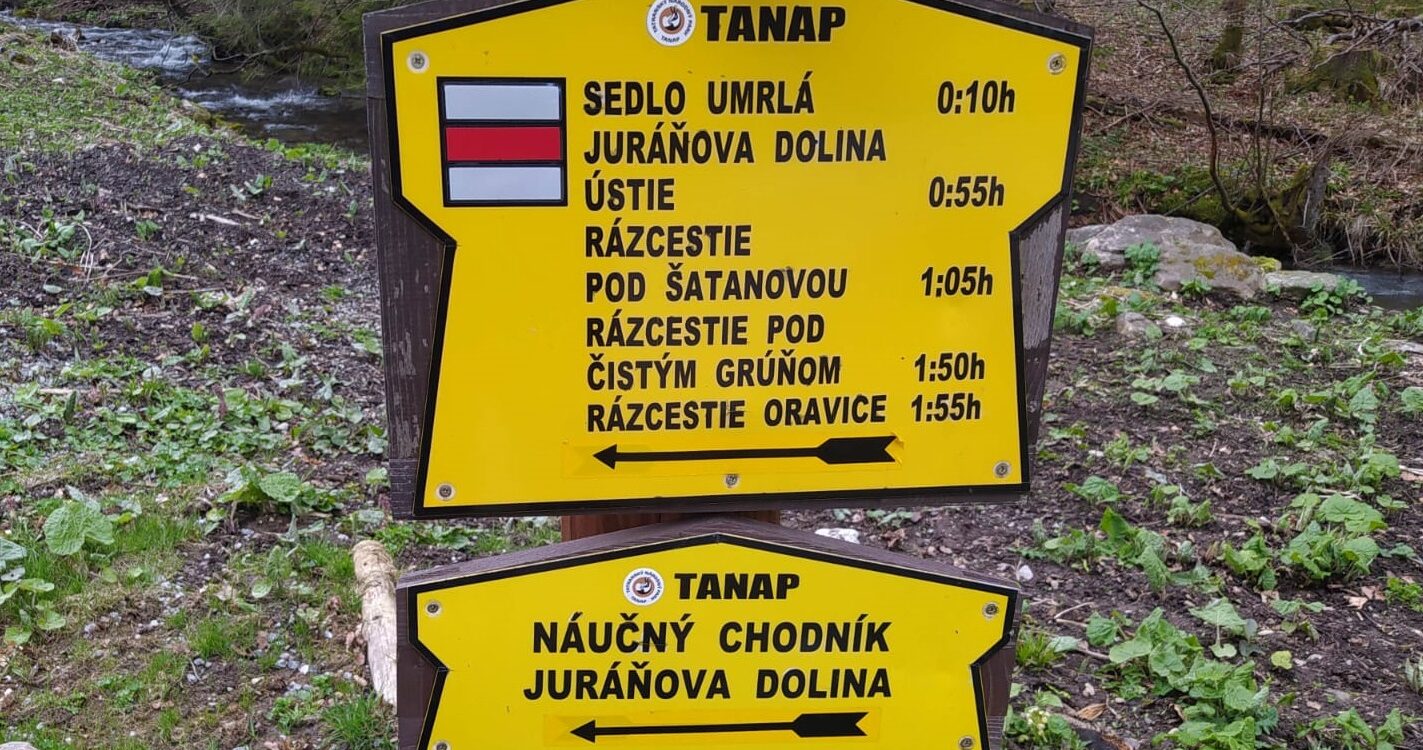 TANAP
SEDLO UMRLÁ 0:10h
JURÁŇOVA DOLINA
ÚSTIE 0:55h
RÁZCESTIE
POD ŠATANOVOU 1:05h
RÁZCESTIE POD
ČISTÝM GRÚŇOM 1:50h
RÁZCESTIE ORAVICE 1:55h
TANAP
NÁUČNÝ CHODNÍK
JURÁŇOVA DOLINA